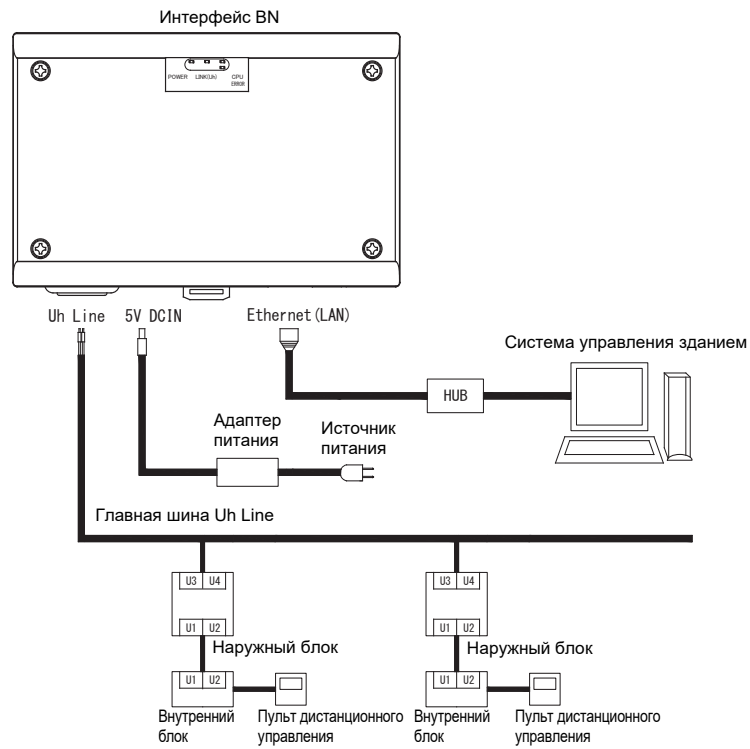 Интерфейс BN
POWER LINK(Uh) CPU
ERROR
Uh Line 5V DCIN Ethernet(LAN)
Система управления зданием
HUB
Адаптер
питания
Источник
питания
Главная шина Uh Line
U3 U4
U1 U2
Наружный блок
U1 U2
Внутренний
блок
Пульт дистанционного
управления
U3 U4
U1 U2
Наружный блок
U1 U2
Внутренний
блок
Пульт дистанционного
управления